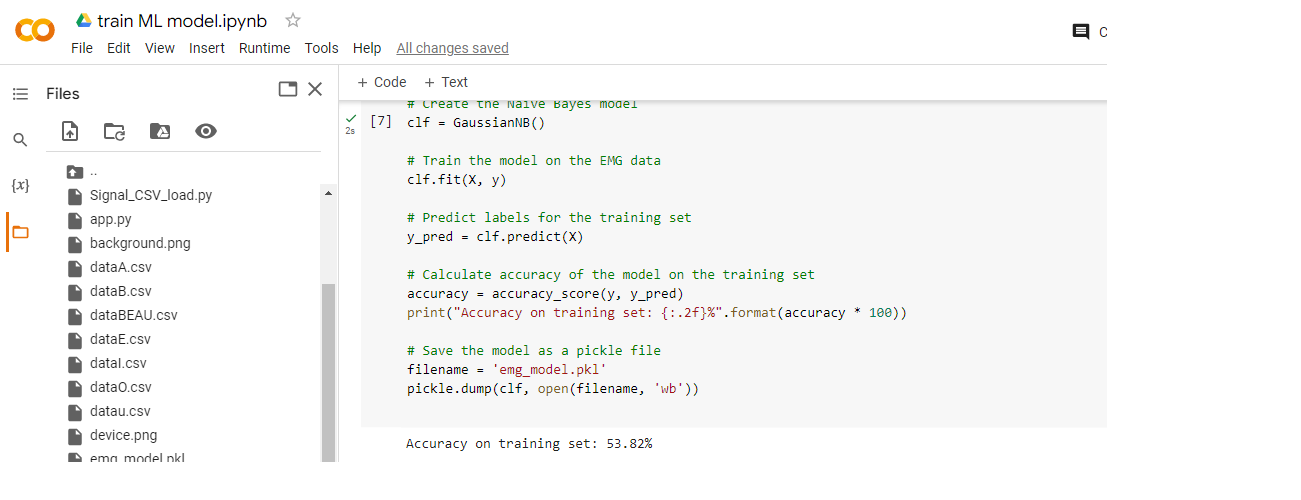 train ML model.ipynb
File Edit View Insert Runtime Tools Help All changes saved
C
Files
+ Code + Text
{x}
..
Signal_CSV_load.py
app.py
background.png
dataA.csv
dataB.csv
dataBEAU.csv
dataE.csv
dataI.csv
dataO.csv
datau.csv
device.png
emg_model.pkl
2s
[7]
# Create the Naive Bayes model
clf = GaussianNB()
# Train the model on the EMG data
clf.fit(X, y)
# Predict labels for the training set
y_pred = clf.predict(X)
# Calculate accuracy of the model on the training set
accuracy = accuracy_score(y, y_pred)
print("Accuracy on training set: {:.2f}%".format(accuracy * 100))
# Save the model as a pickle file
filename = 'emg_model.pkl'
pickle.dump(clf, open(filename, 'wb'))
Accuracy on training set: 53.82%